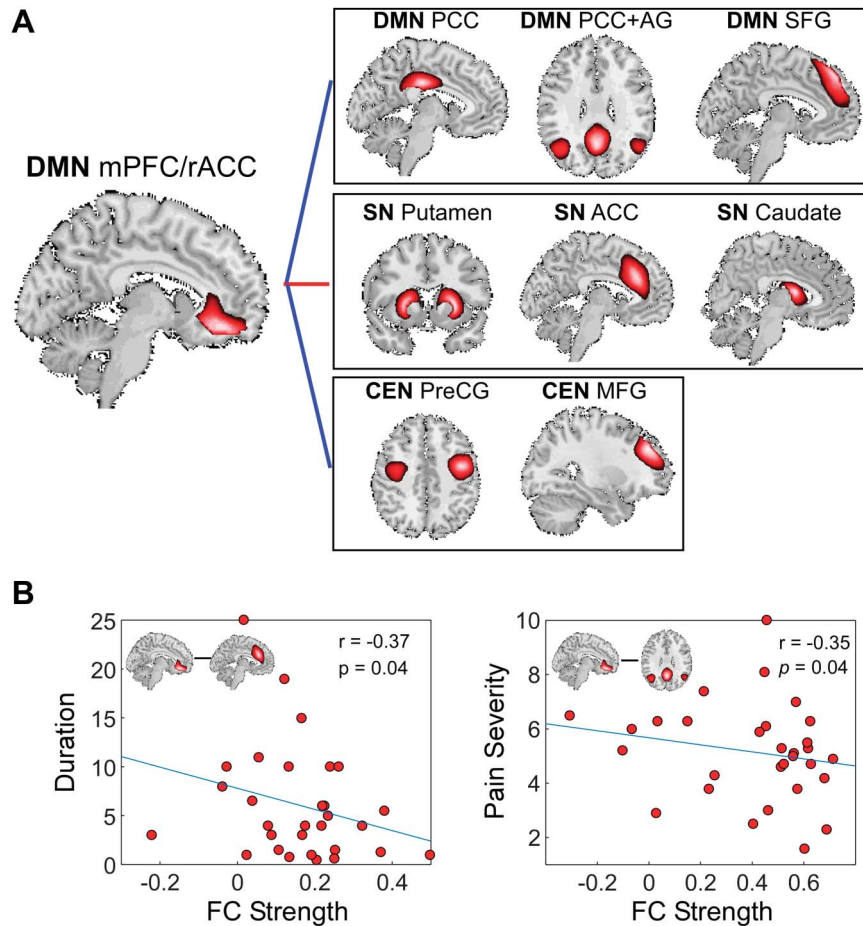 A
DMN PCC DMN PCC+AG DMN SFG
DMN mPFC/rACC
SN Putamen SN ACC SN Caudate
CEN PreCG CEN MFG
B
25
20
15
10
5
0
Duration
r = -0.37
p = 0.04
-0.2 0 0.2 0.4
FC Strength
10
8
6
4
2
Pain Severity
r = -0.35
p = 0.04
-0.2 0 0.2 0.4 0.6
FC Strength